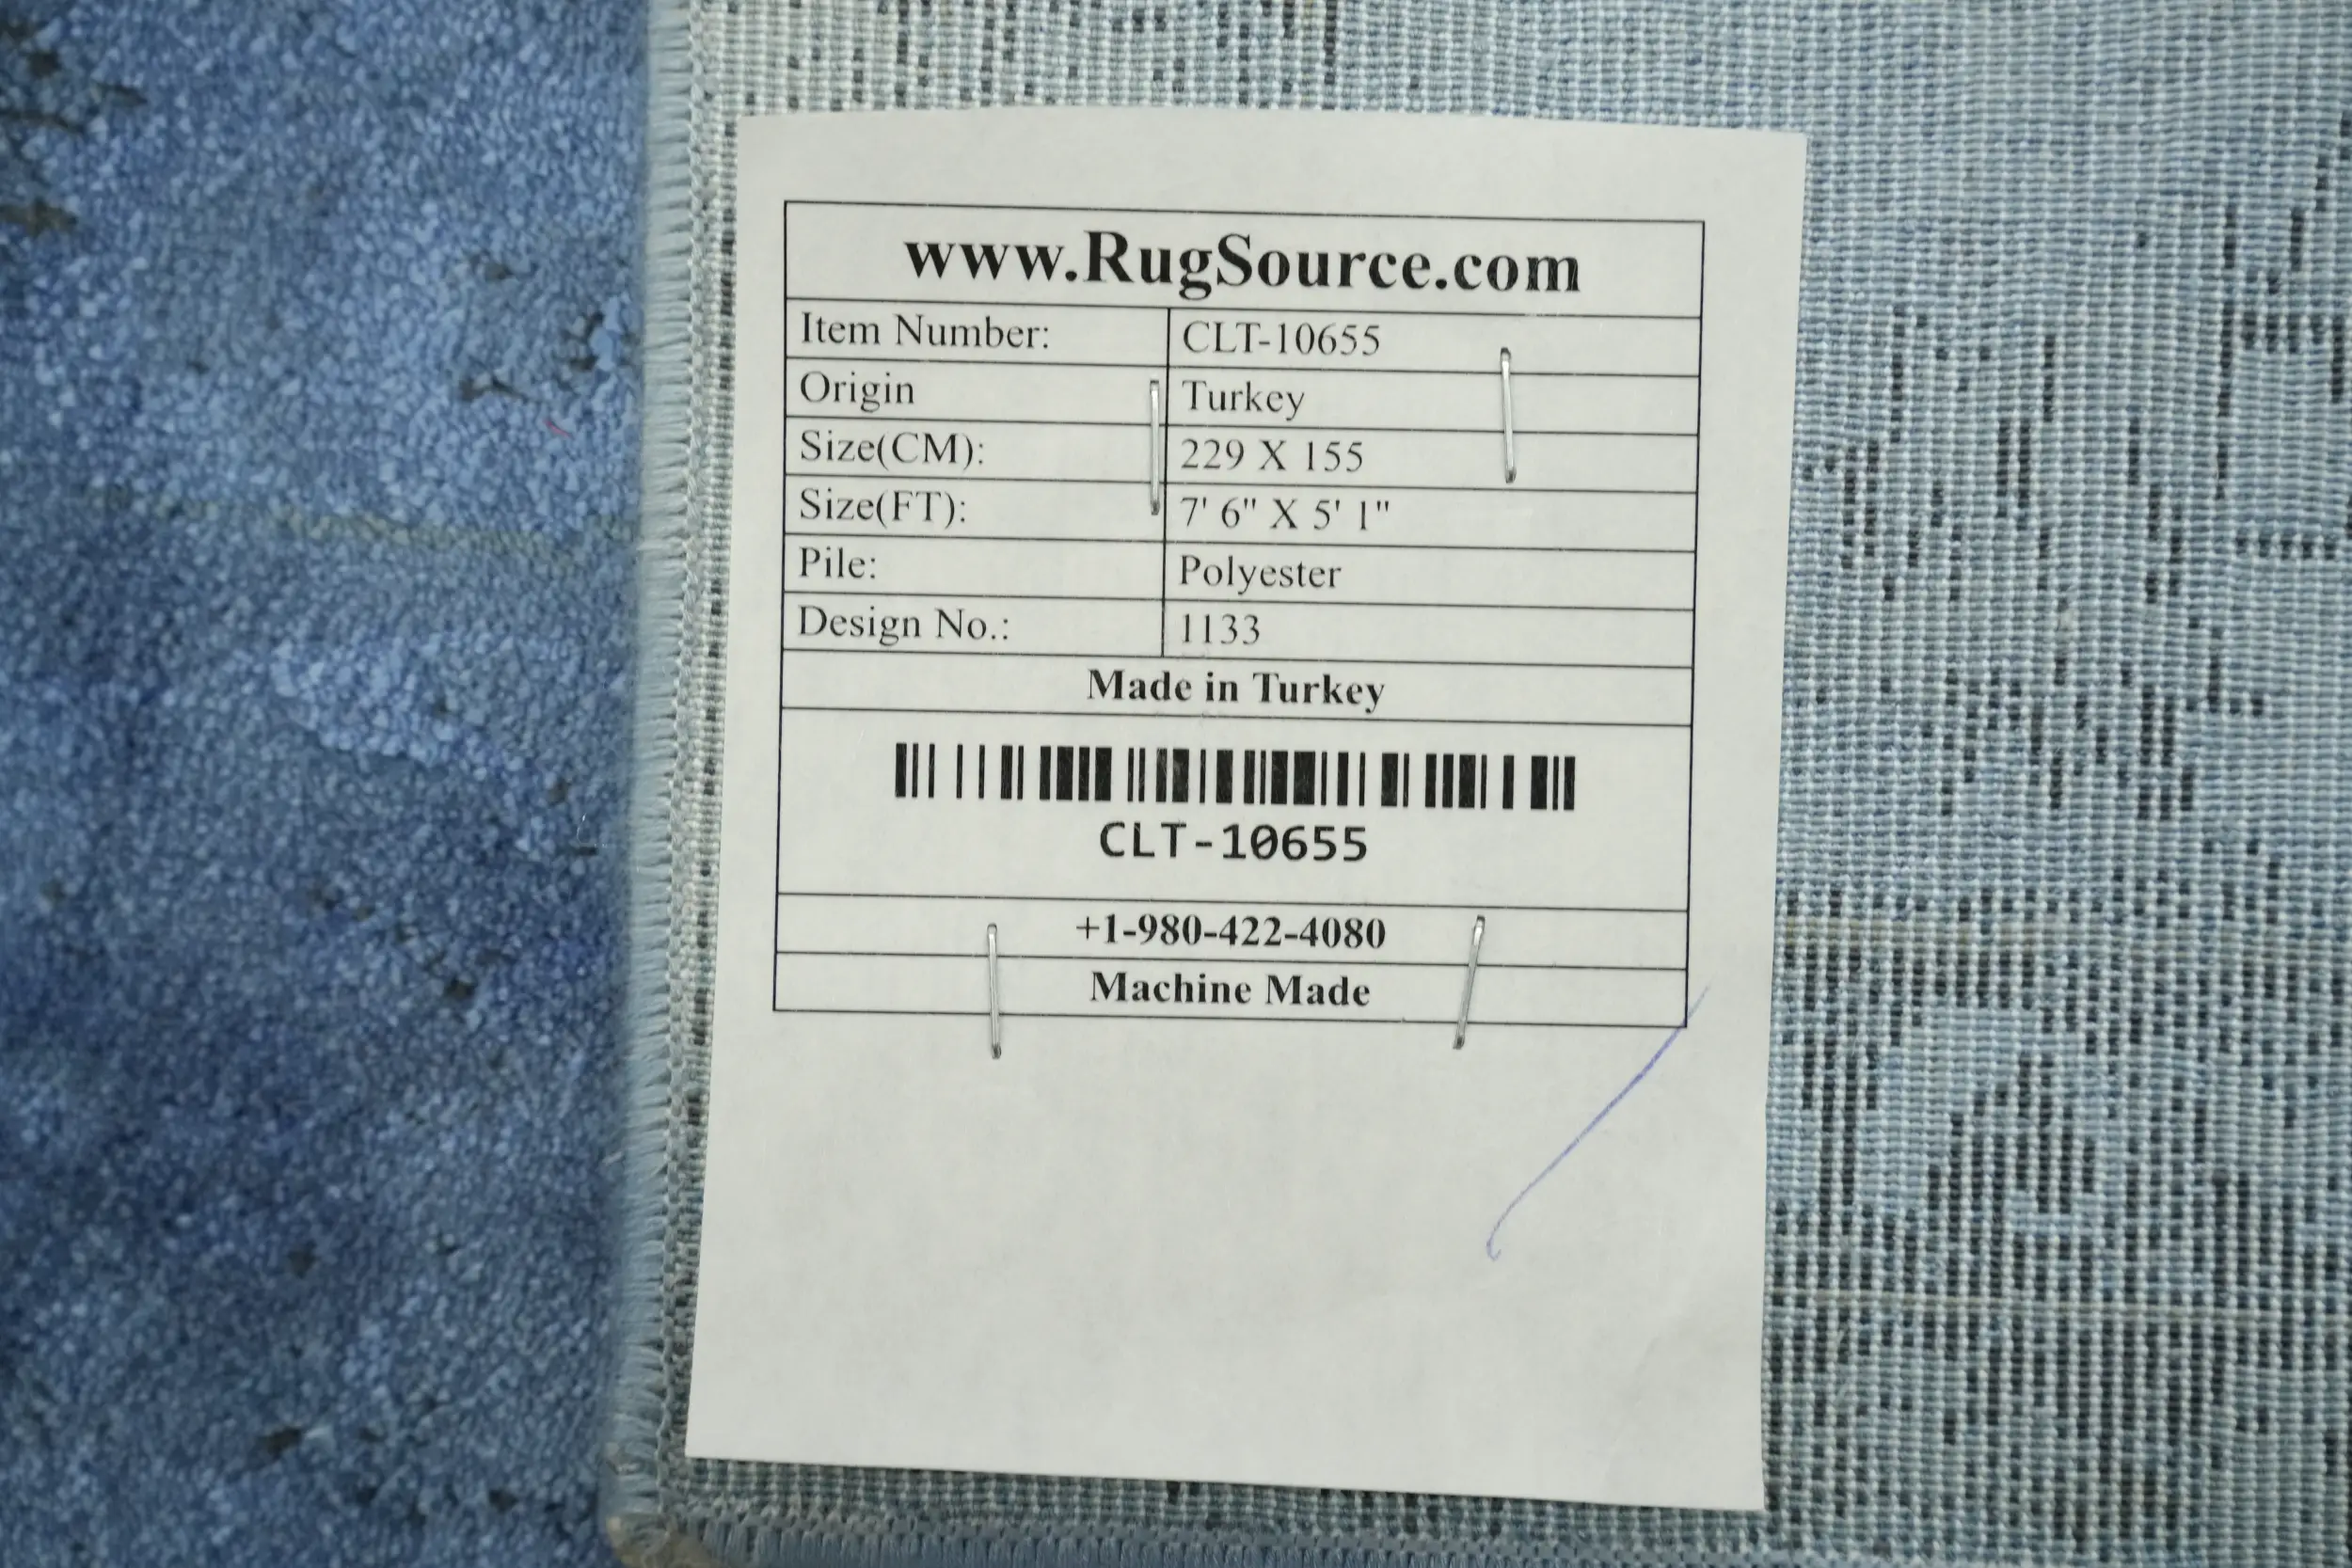 www.RugSource.com
Item Number: CLT-10655
Origin Turkey
Size(CM): 229 X 155
Size(FT): 7' 6" X 5' 1"
Pile: Polyester
Design No.: 1133
Made in Turkey
CLT-10655
+1-980-422-4080
Machine Made